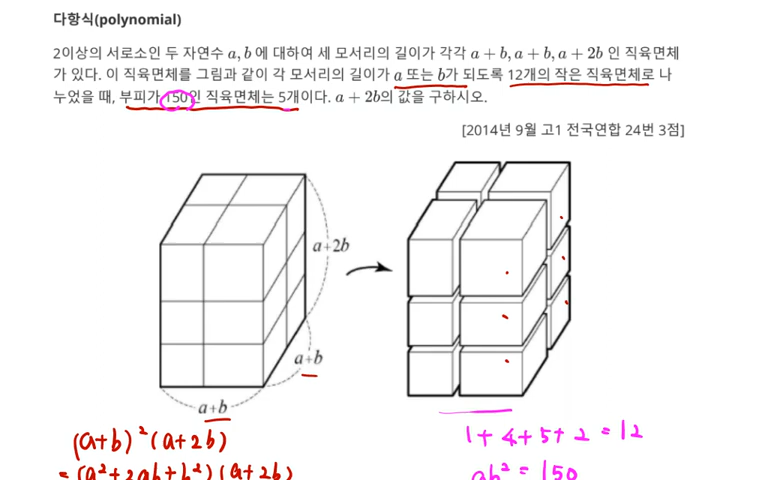 다항식(polynomial)
2이상의 서로소인 두 자연수 a, b 에 대하여 세 모서리의 길이가 각각 a + b, a + b, a + 2b 인 직육면체
가 있다. 이 직육면체를 그림과 같이 각 모서리의 길이가 a 또는 b가 되도록 12개의 작은 직육면체로 나
누었을 때, 부피가 150인 직육면체는 5개이다. a + 2b의 값을 구하시오.
[2014년 9월 고1 전국연합 24번 3점]
a+2b
a+b
a+b
(a+b)²(a+2b)
1+4+5+2=12
=(a²+2ab+b²)(a+2b)
ab²=150